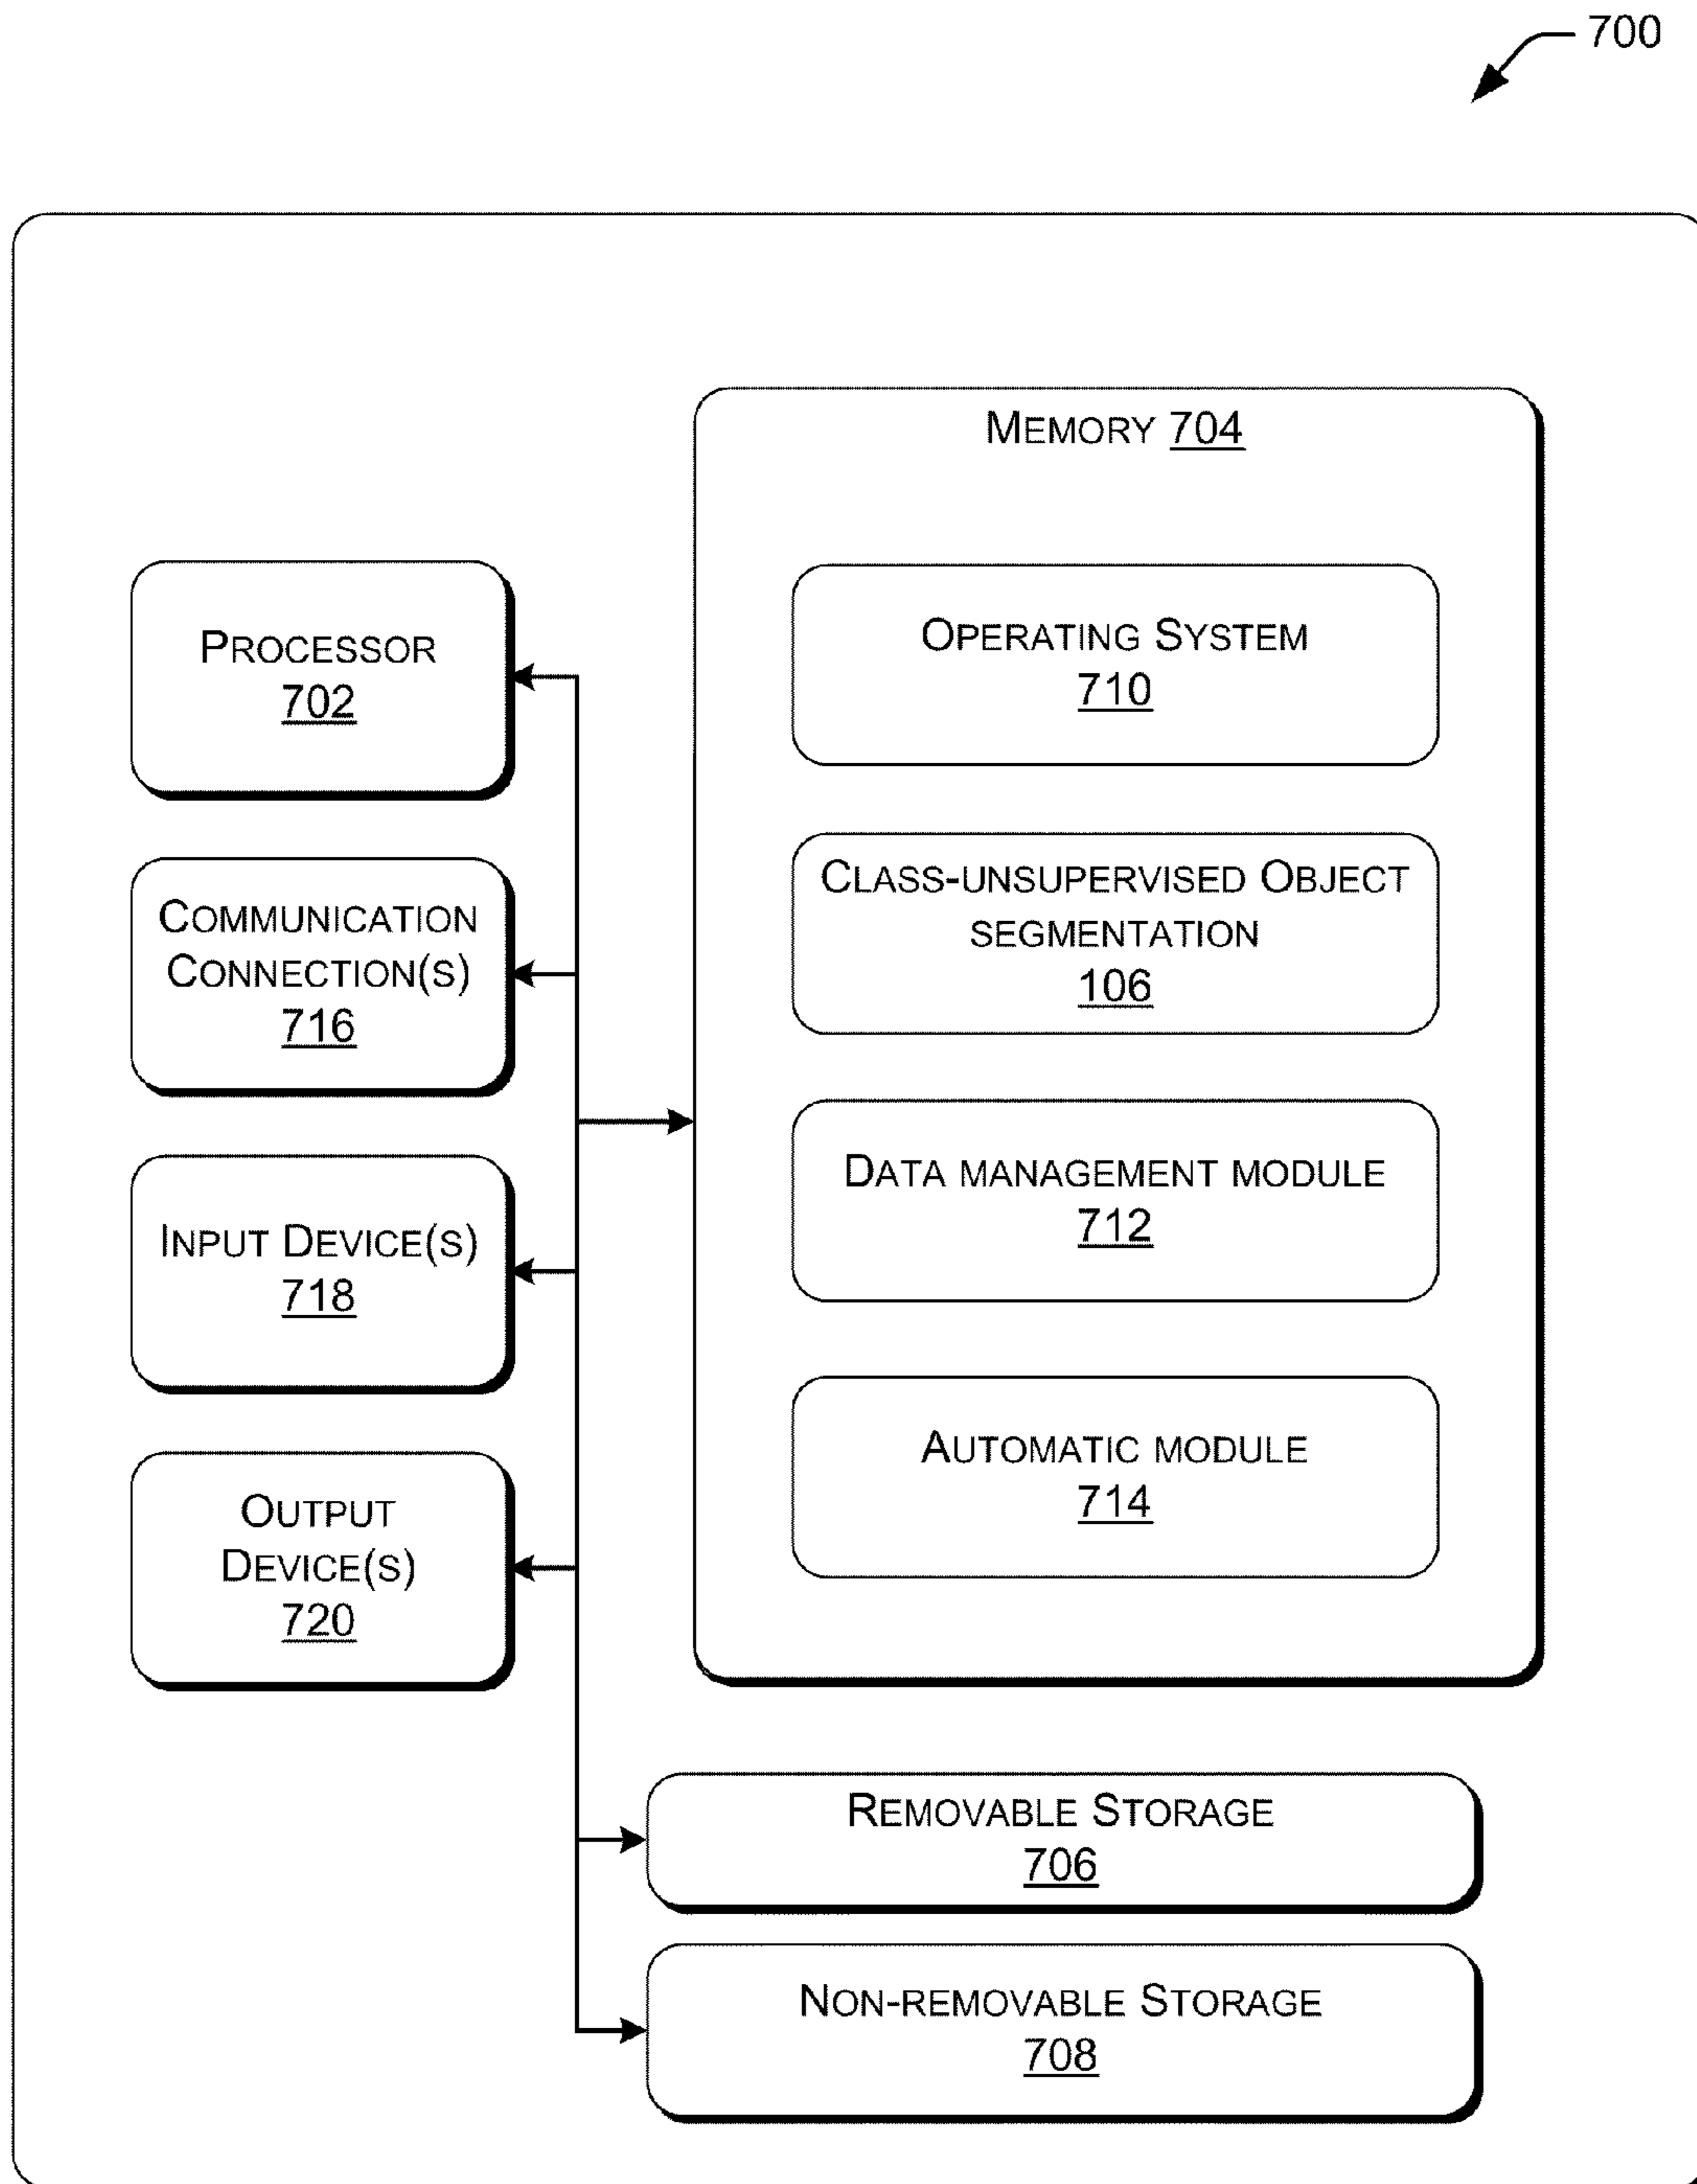 700
MEMORY 704
PROCESSOR
702
COMMUNICATION
CONNECTION(S)
716
INPUT DEVICE(S)
718
OUTPUT
DEVICE(S)
720
OPERATING SYSTEM
710
CLASS-UNSUPERVISED OBJECT
SEGMENTATION
106
DATA MANAGEMENT MODULE
712
AUTOMATIC MODULE
714
REMOVABLE STORAGE
706
NON-REMOVABLE STORAGE
708